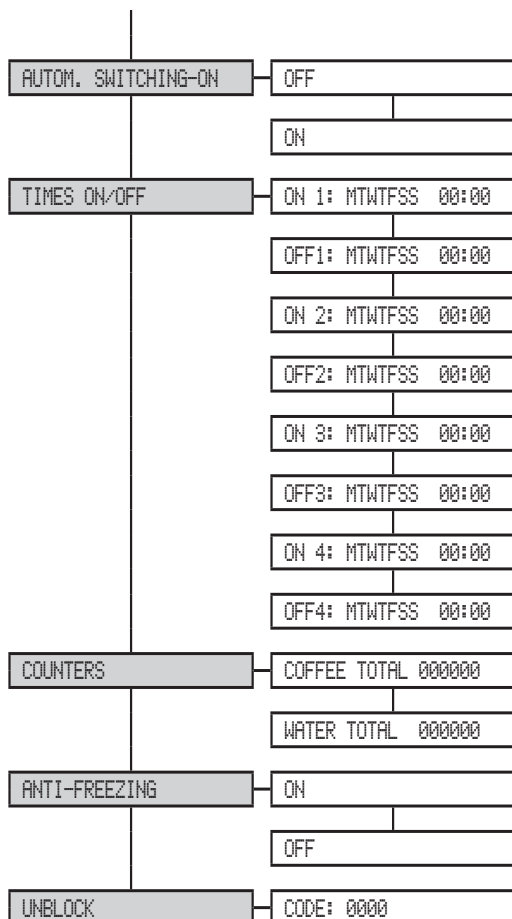 AUTOM. SWITCHING-ON OFF
ON
TIMES ON/OFF ON 1: MTWTFSS 00:00
OFF1: MTWTFSS 00:00
ON 2: MTWTFSS 00:00
OFF2: MTWTFSS 00:00
ON 3: MTWTFSS 00:00
OFF3: MTWTFSS 00:00
ON 4: MTWTFSS 00:00
OFF4: MTWTFSS 00:00
COUNTERS COFFEE TOTAL 000000
WATER TOTAL 000000
ANTI-FREEZING ON
OFF
UNBLOCK CODE: 0000